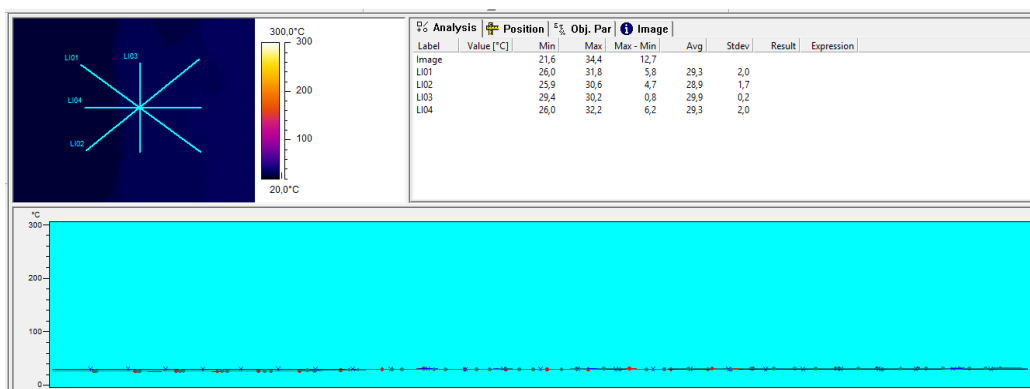 300,0°C
300
200
100
20,0°C
LI01
LI03
LI04
LI02
Analysis Position Obj. Par Image
Label Value [°C] Min Max Max - Min Avg Stdev Result Expression
Image 21,6 34,4 12,7
LI01 26,0 31,8 5,8 29,3 2,0
LI02 25,9 30,6 4,7 28,9 1,7
LI03 29,4 30,2 0,8 29,9 0,2
LI04 26,0 32,2 6,2 29,3 2,0
°C
300
200
100
0